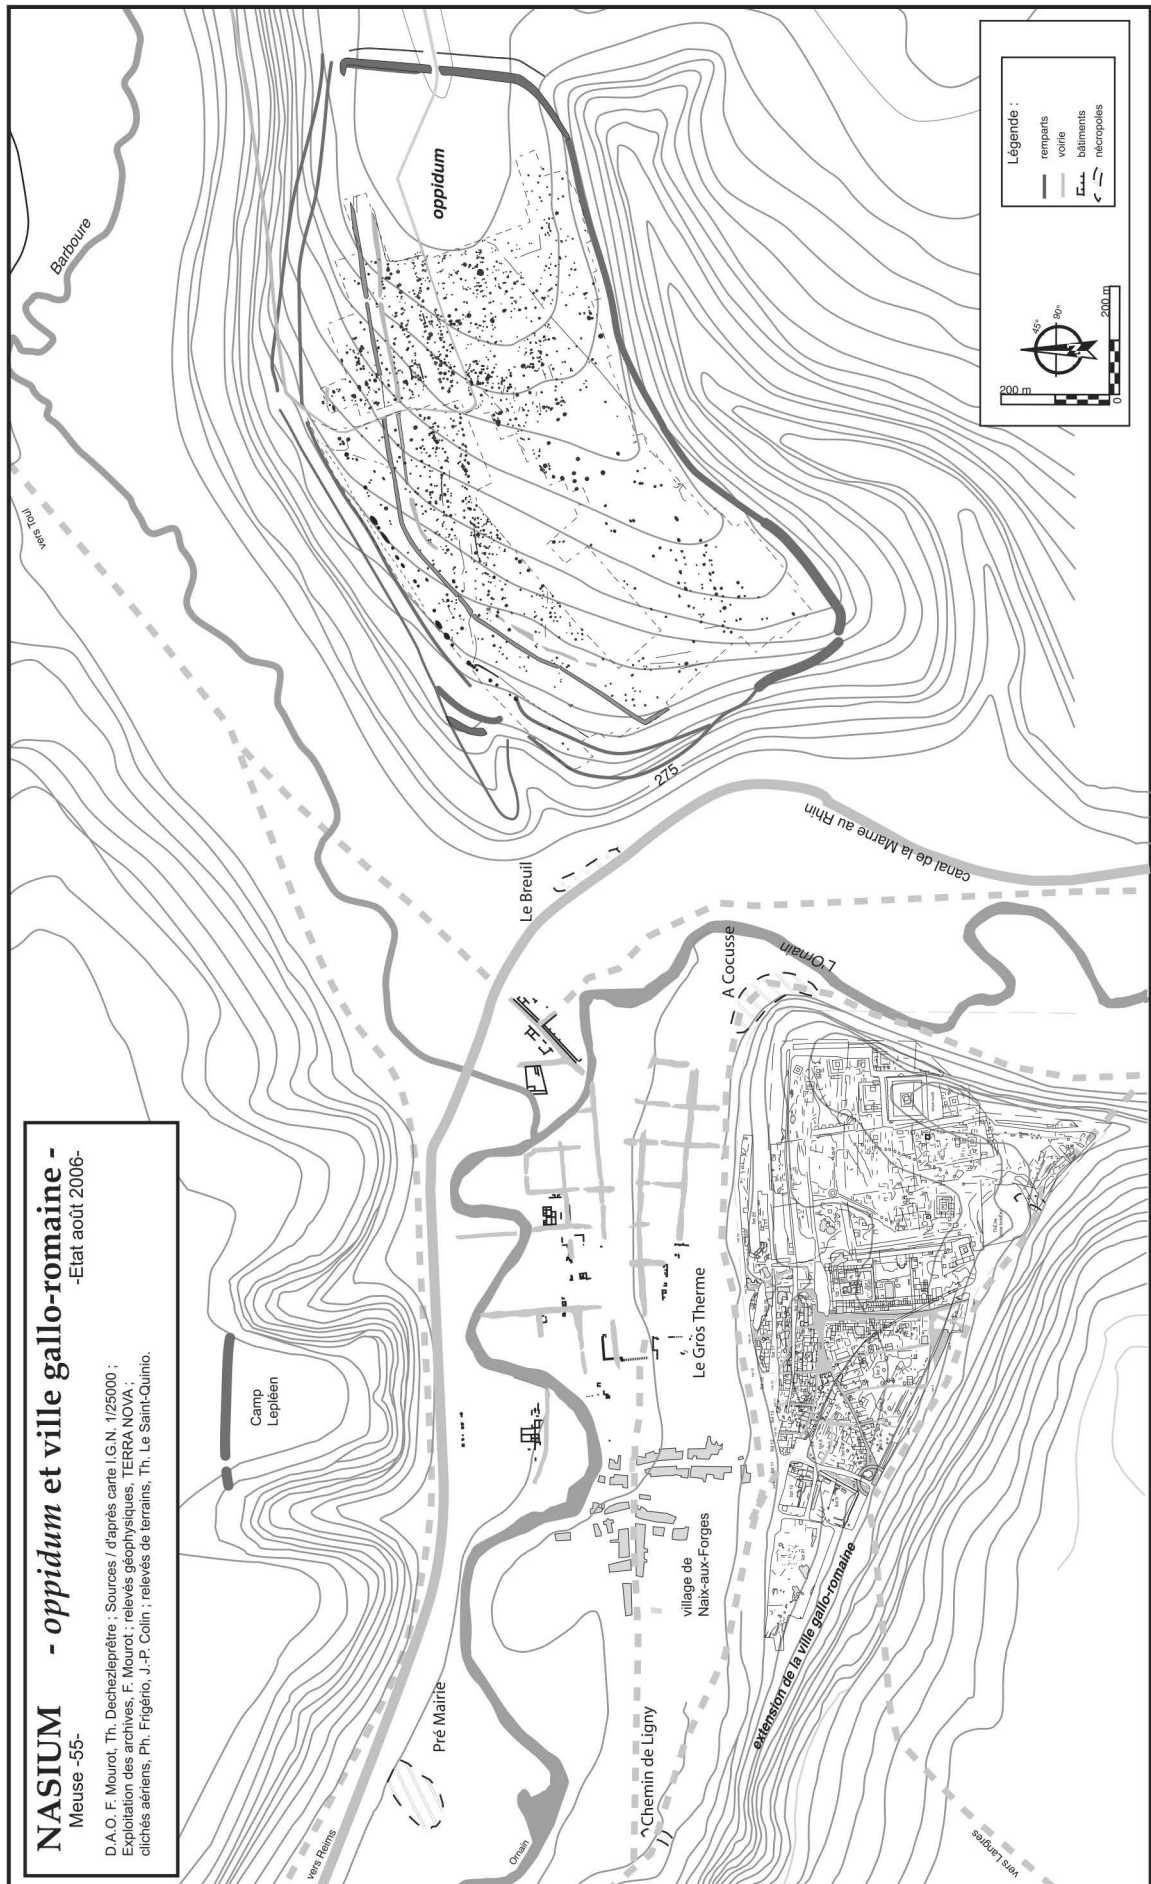 NASIUM - oppidum et ville gallo-romaine -
Meuse -55- -Etat août 2006-
D.A.O. F. Mourot, Th. Dechezleprêtre ; Sources / d'après carte I.G.N. 1/25000 ;
Exploitation des archives, F. Mourot ; relevés géophysiques, TERRA NOVA ;
clichés aériens, Ph. Frigério, J.-P. Colin ; relevés de terrains, Th. Le Saint-Quinio.
Barboure
vers Toul
oppidum
Camp
Lepléen
275
Le Breuil
canal de la Marne au Rhin
A Cocusse
L'Ornain
Le Gros Therme
village de
Naix-aux-Forges
Pré Mairie
vers Reims
Ornain
Chemin de Ligny
extension de la ville gallo-romaine
vers Langres
Légende :
remparts
voirie
bâtiments
nécropoles
45°
90°
200 m
0
200 m